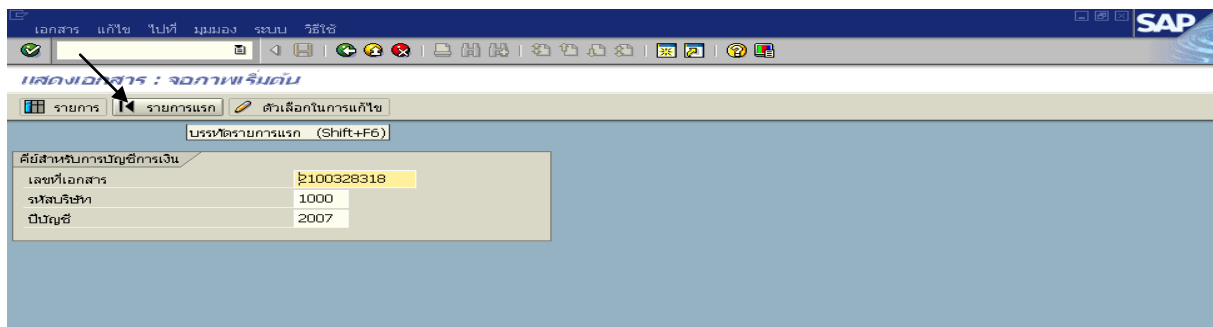 เอกสาร แก้ไข ไปที่ มุมมอง ระบบ วิธีใช้
SAP
แสดงเอกสาร : จอภาพเริ่มต้น
รายการ รายการแรก ตัวเลือกในการแก้ไข
บรรทัดรายการแรก (Shift+F6)
คีย์สำหรับการบัญชีการเงิน
เลขที่เอกสาร 2100328318
รหัสบริษัท 1000
ปีบัญชี 2007